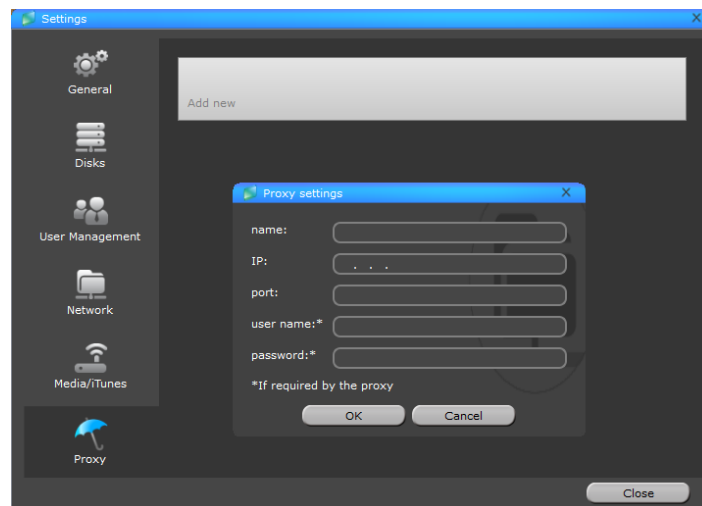 Settings
X
General
Disks
User Management
Network
Media/iTunes
Proxy
Add new
Proxy settings
X
name:
IP:
. . .
port:
user name:*
password:*
*If required by the proxy
OK
Cancel
Close